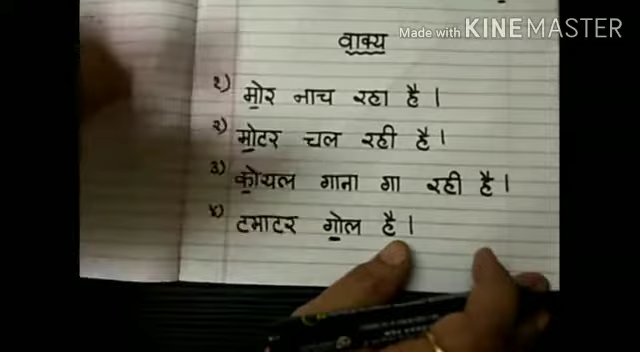 Made with KINEMASTER
वाक्य
१) मोर नाच रहा है।
२) मोटर चल रही है।
३) कोयल गाना गा रही है।
४) टमाटर गोल है।